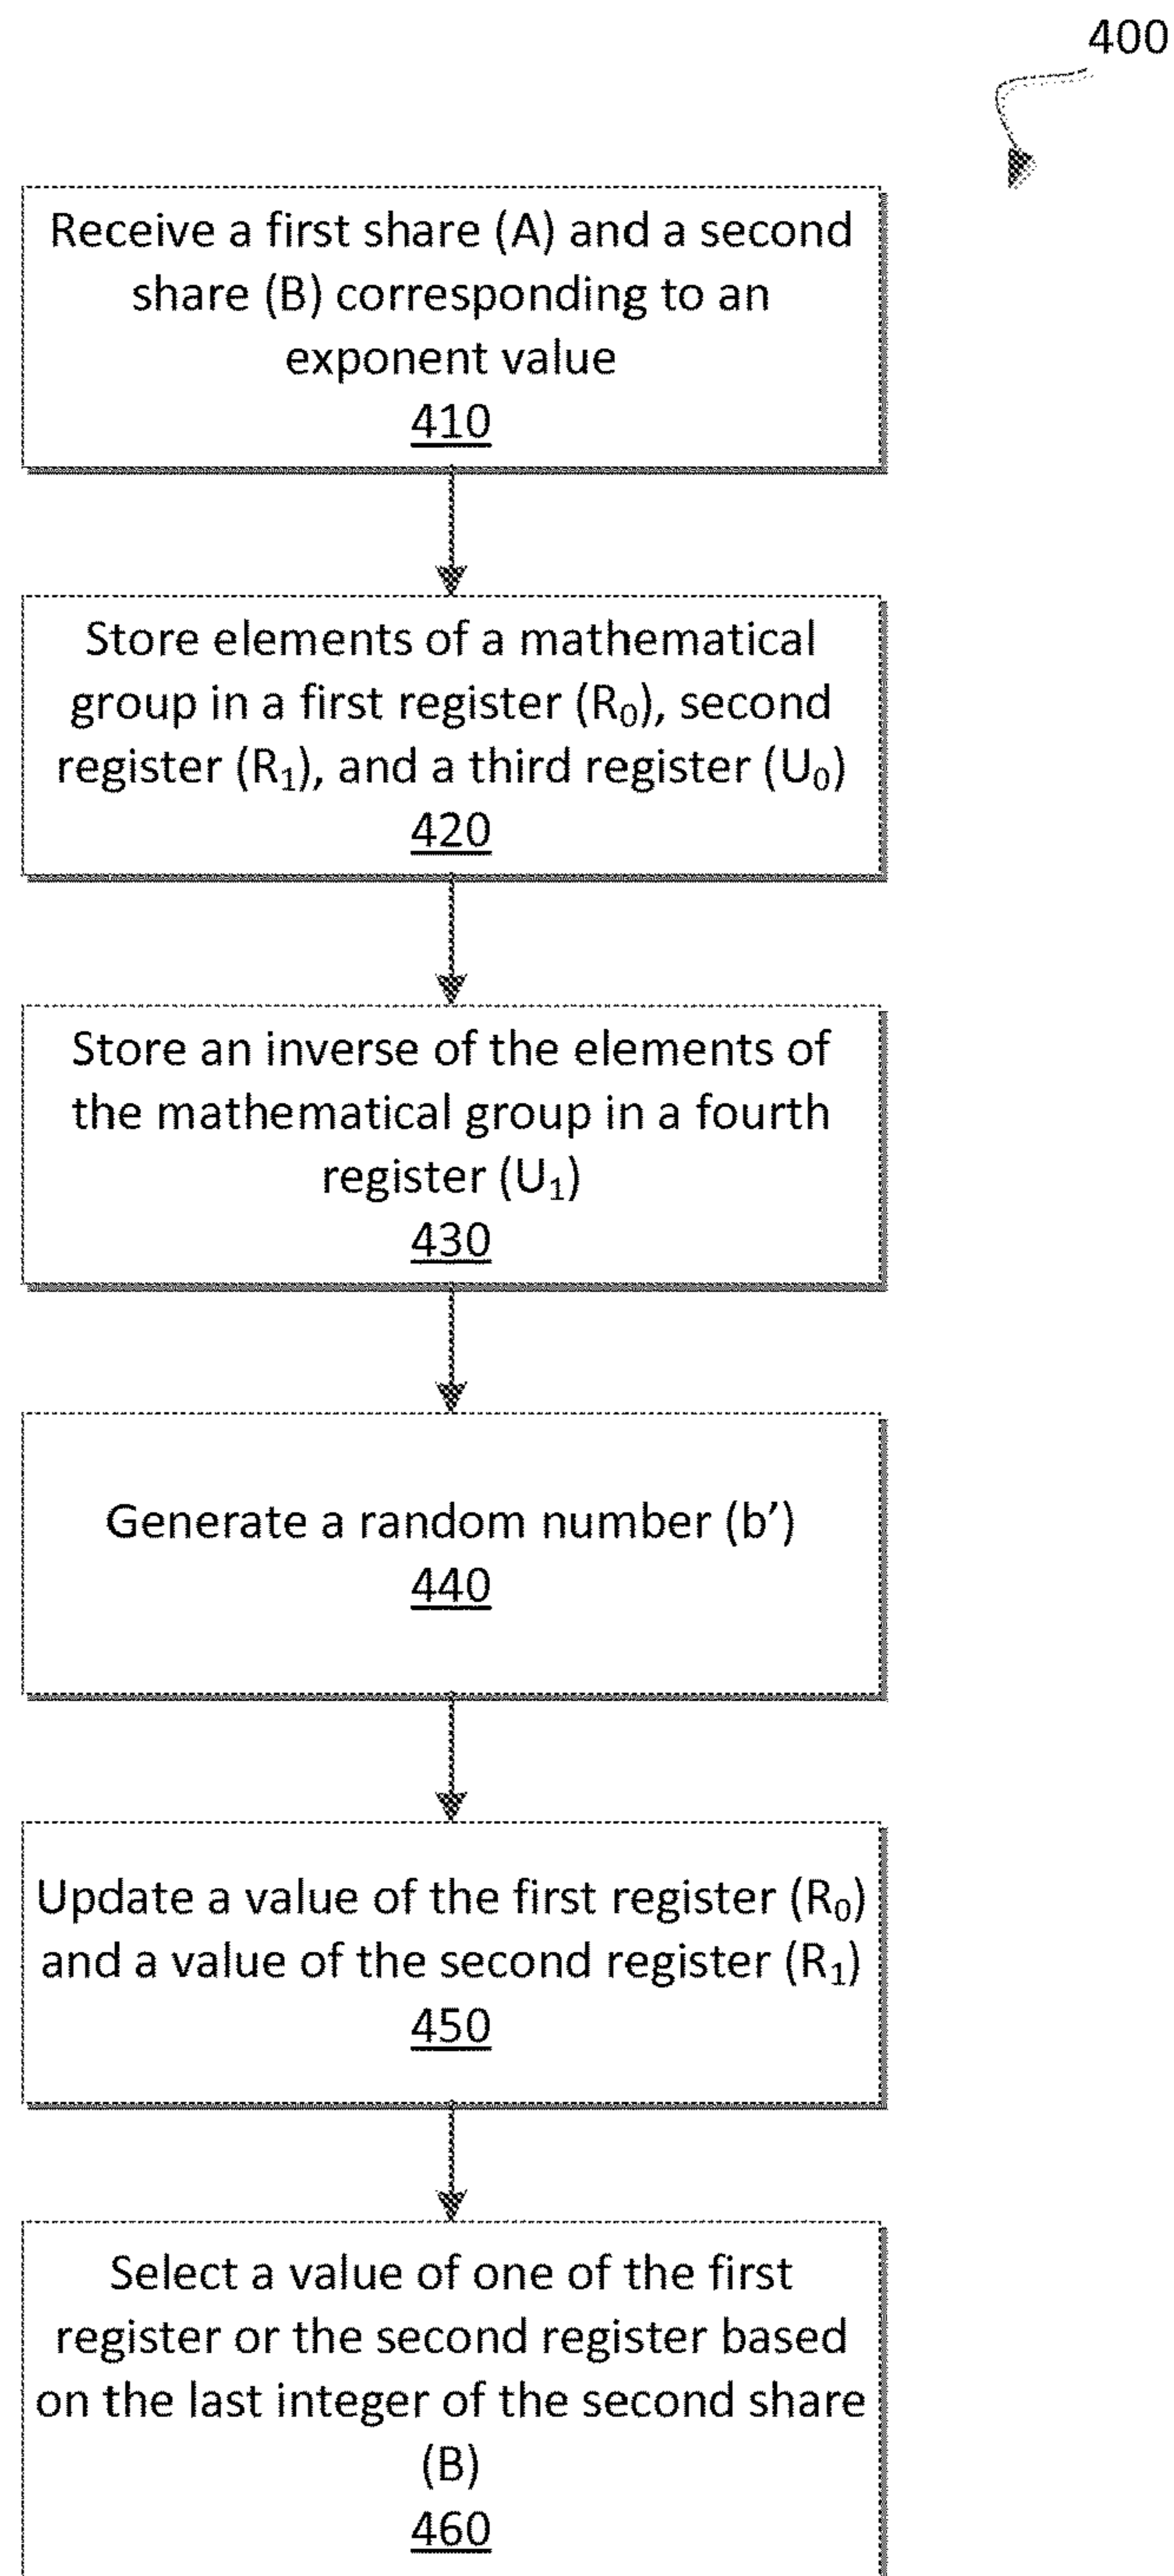 400
Receive a first share (A) and a second
share (B) corresponding to an
exponent value
410
Store elements of a mathematical
group in a first register (R₀), second
register (R₁), and a third register (U₀)
420
Store an inverse of the elements of
the mathematical group in a fourth
register (U₁)
430
Generate a random number (b’)
440
Update a value of the first register (R₀)
and a value of the second register (R₁)
450
Select a value of one of the first
register or the second register based
on the last integer of the second share
(B)
460